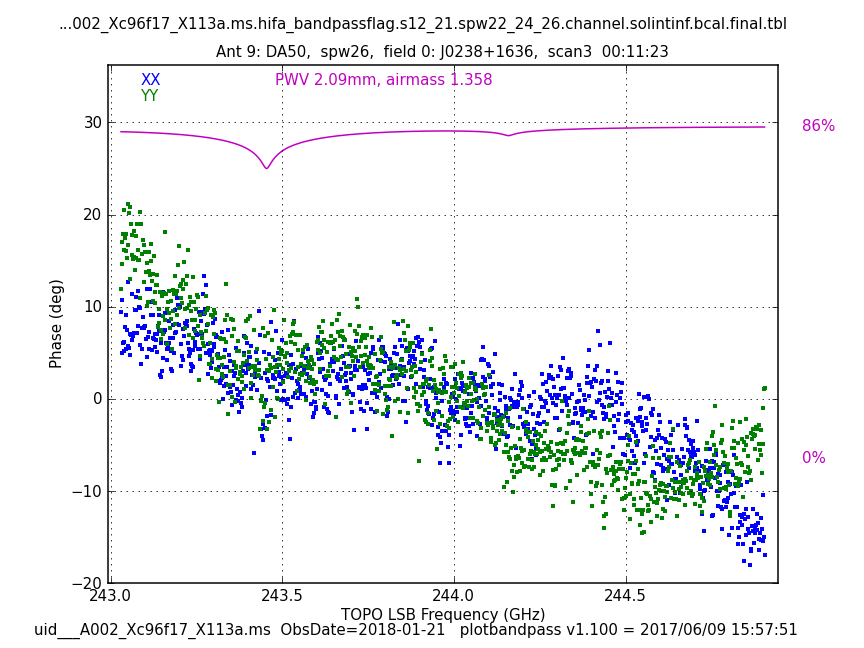 ...002_Xc96f17_X113a.ms.hifa_bandpassflag.s12_21.spw22_24_26.channel.solintinf.bcal.final.tbl
Ant 9: DA50,  spw26,  field 0: J0238+1636,  scan3  00:11:23
XX
PWV 2.09mm, airmass 1.358
YY
86%
0%
Phase (deg)
30
20
10
0
−10
−20
243.0 243.5 244.0 244.5
TOPO LSB Frequency (GHz)
uid___A002_Xc96f17_X113a.ms  ObsDate=2018-01-21   plotbandpass v1.100 = 2017/06/09 15:57:51